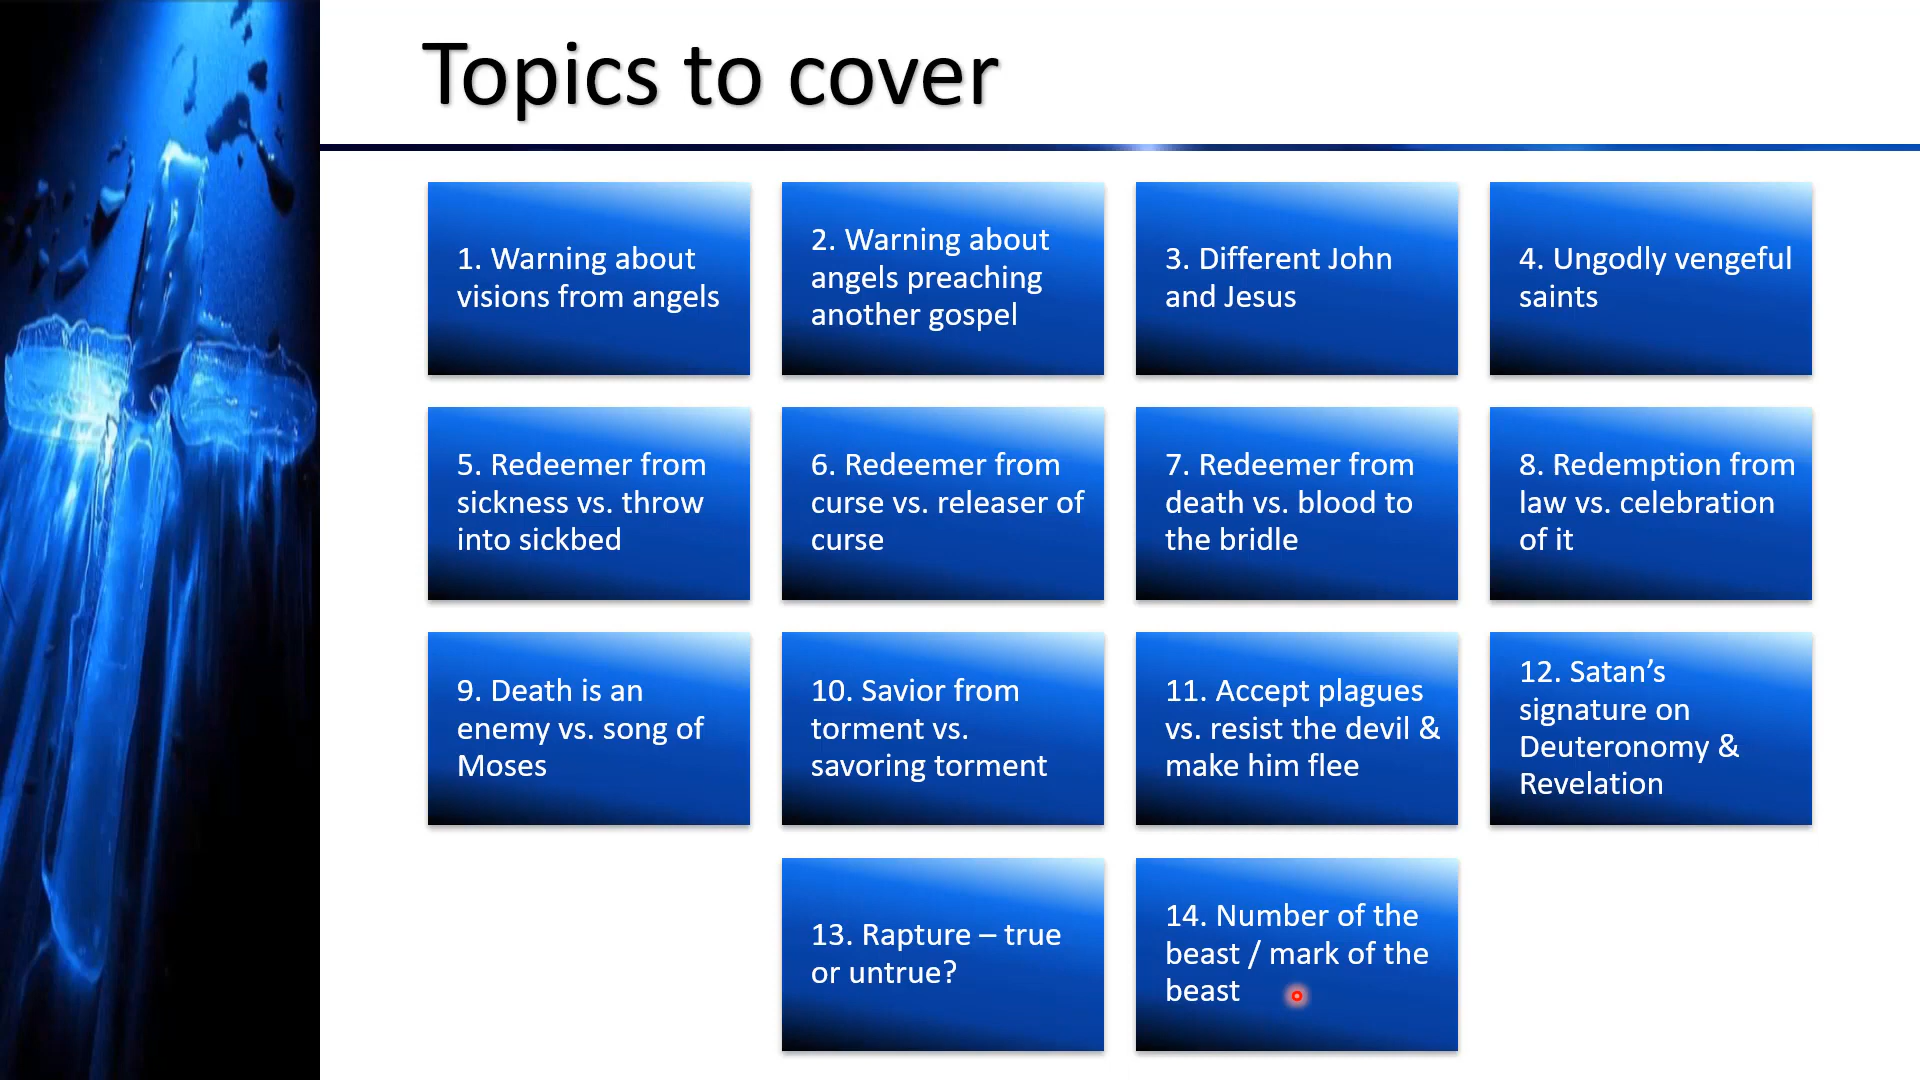 Topics to cover
1. Warning about
visions from angels
2. Warning about
angels preaching
another gospel
3. Different John
and Jesus
4. Ungodly vengeful
saints
5. Redeemer from
sickness vs. throw
into sickbed
6. Redeemer from
curse vs. releaser of
curse
7. Redeemer from
death vs. blood to
the bridle
8. Redemption from
law vs. celebration
of it
9. Death is an
enemy vs. song of
Moses
10. Savior from
torment vs.
savoring torment
11. Accept plagues
vs. resist the devil &
make him flee
12. Satan’s
signature on
Deuteronomy &
Revelation
13. Rapture – true
or untrue?
14. Number of the
beast / mark of the
beast